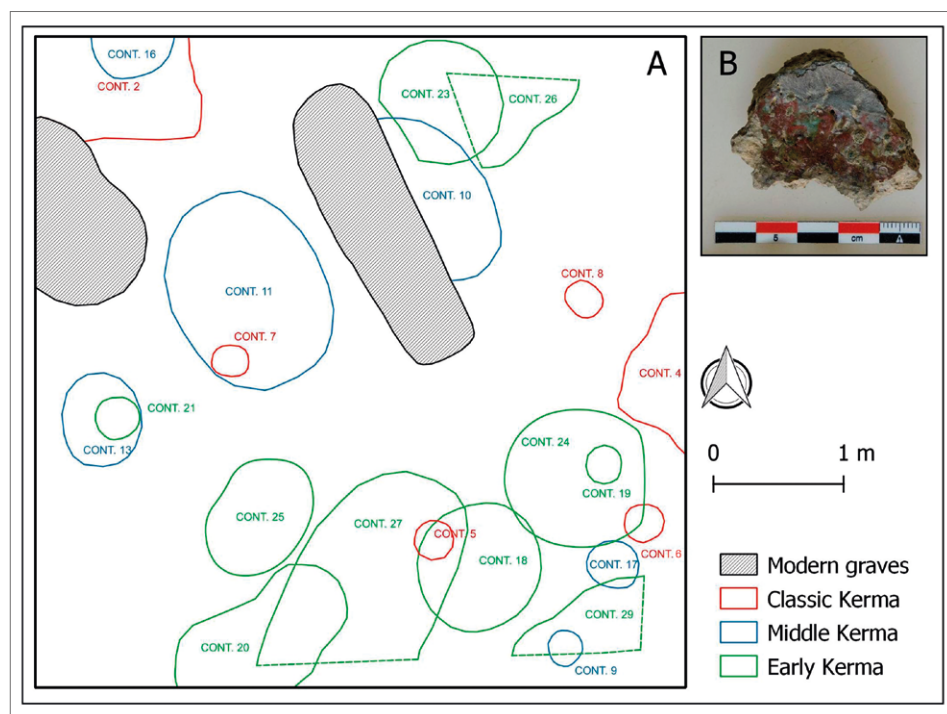 A
B
CONT. 16
CONT. 2
CONT. 23
CONT. 26
CONT. 10
CONT. 8
CONT. 11
CONT. 7
CONT. 4
CONT. 21
CONT. 13
CONT. 24
CONT. 19
CONT. 25
CONT. 27
CONT. 5
CONT. 18
CONT. 6
CONT. 17
CONT. 29
CONT. 20
CONT. 9
5 cm A
0 1 m
Modern graves
Classic Kerma
Middle Kerma
Early Kerma